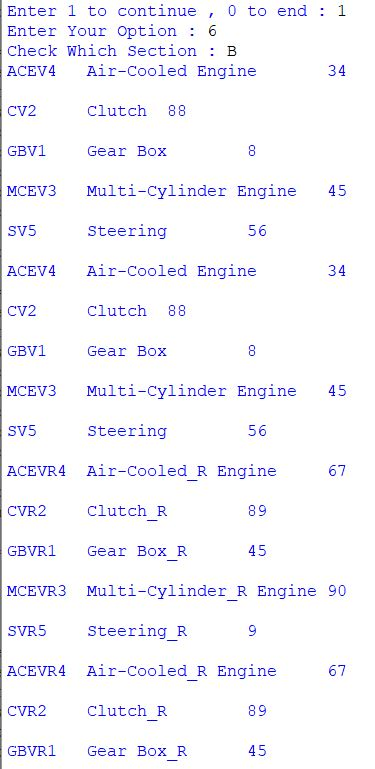 Enter 1 to continue , 0 to end : 1
Enter Your Option : 6
Check Which Section : B
ACEV4 Air-Cooled Engine 34
CV2 Clutch 88
GBV1 Gear Box 8
MCEV3 Multi-Cylinder Engine 45
SV5 Steering 56
ACEV4 Air-Cooled Engine 34
CV2 Clutch 88
GBV1 Gear Box 8
MCEV3 Multi-Cylinder Engine 45
SV5 Steering 56
ACEVR4 Air-Cooled_R Engine 67
CVR2 Clutch_R 89
GBVR1 Gear Box_R 45
MCEVR3 Multi-Cylinder_R Engine 90
SVR5 Steering_R 9
ACEVR4 Air-Cooled_R Engine 67
CVR2 Clutch_R 89
GBVR1 Gear Box_R 45